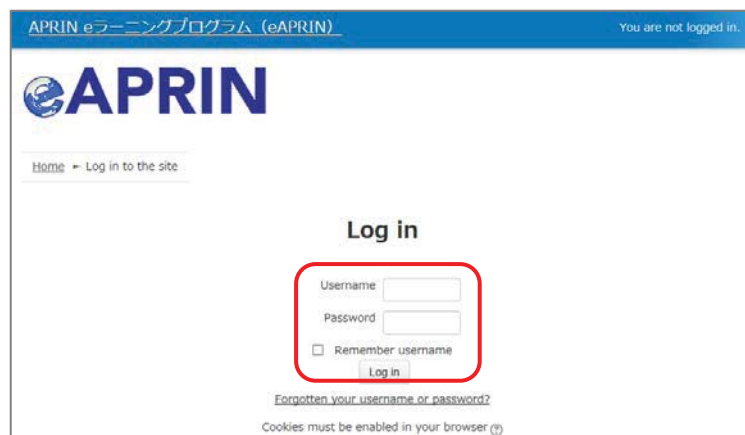 APRIN eラーニングプログラム（eAPRIN）
You are not logged in.
eAPRIN
Home ► Log in to the site
Log in
Username
Password
Remember username
Log in
Forgotten your username or password?
Cookies must be enabled in your browser